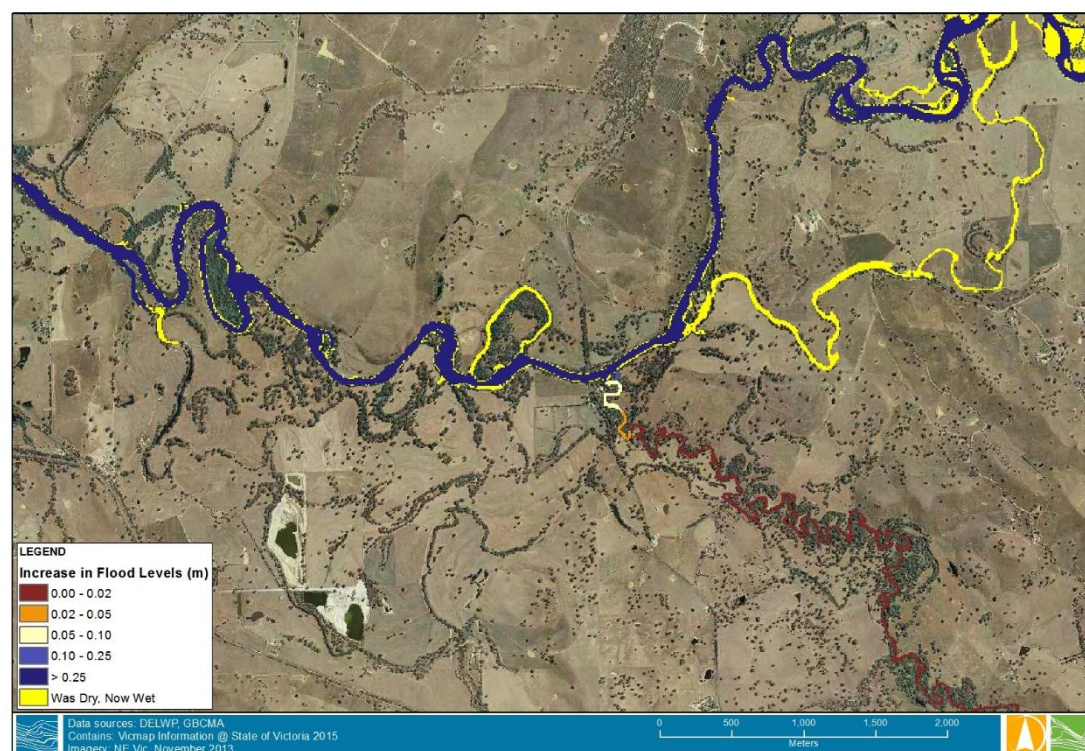 LEGEND
Increase in Flood Levels (m)
0.00 - 0.02
0.02 - 0.05
0.05 - 0.10
0.10 - 0.25
> 0.25
Was Dry, Now Wet
Data sources: DELWP, GBCMA
Contains: Vicmap Information @ State of Victoria 2015
Imagery: NE Vic, November 2013
0 500 1,000 1,500 2,000
Meters